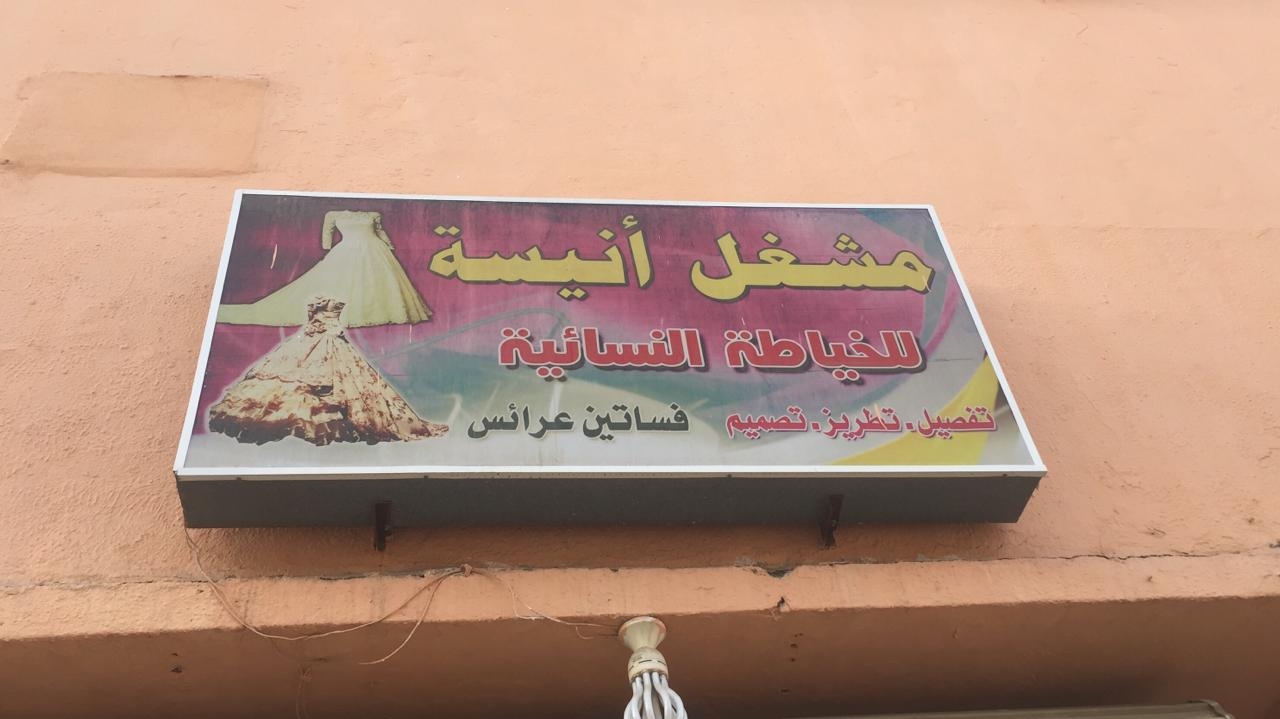 مشغل أنيسة
للخياطة النسائية
تفصيل. تطريز. تصميم فساتين عرائس